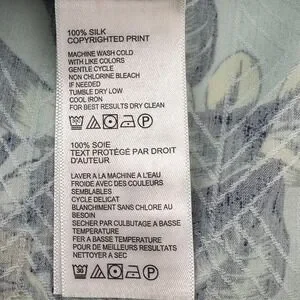 100% SILK
COPYRIGHTED PRINT
MACHINE WASH COLD
WITH LIKE COLORS
GENTLE CYCLE
NON CHLORINE BLEACH
IF NEEDED
TUMBLE DRY LOW
COOL IRON
FOR BEST RESULTS DRY CLEAN
100% SOIE
TEXT PROTÉGÉ PAR DROIT
D'AUTEUR
LAVER A LA MACHINE A L'EAU
FROIDE AVEC DES COULEURS
SEMBLABLES
CYCLE DELICAT
BLANCHIMENT SANS CHLORE AU
BESOIN
SECHER PAR CULBUTAGE A BASSE
TEMPERATURE
FER A BASSE TEMPERATURE
POUR DE MEILLEURS RESULTATS
NETTOYER A SEC